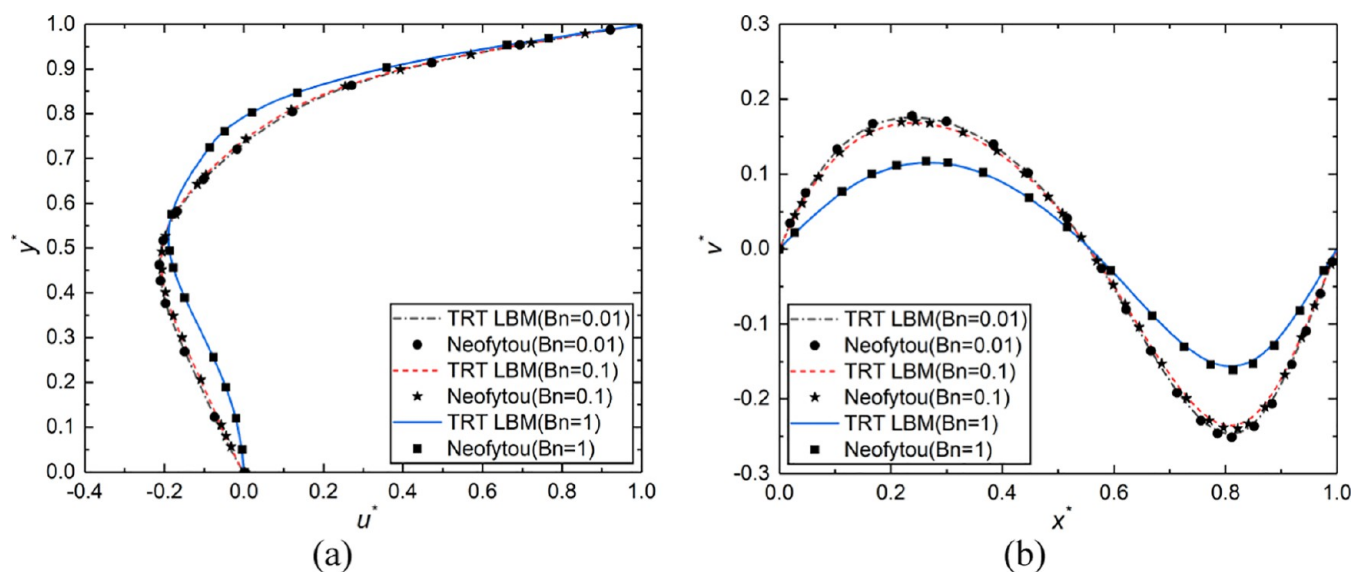 1.0
0.9
0.8
0.7
0.6
0.5
0.4
0.3
0.2
0.1
0.0
y*
-0.4 -0.2 0.0 0.2 0.4 0.6 0.8 1.0
u*
TRT LBM(Bn=0.01)
Neofytou(Bn=0.01)
TRT LBM(Bn=0.1)
Neofytou(Bn=0.1)
TRT LBM(Bn=1)
Neofytou(Bn=1)
(a)
0.3
0.2
0.1
0.0
-0.1
-0.2
-0.3
v*
0.0 0.2 0.4 0.6 0.8 1.0
x*
TRT LBM(Bn=0.01)
Neofytou(Bn=0.01)
TRT LBM(Bn=0.1)
Neofytou(Bn=0.1)
TRT LBM(Bn=1)
Neofytou(Bn=1)
(b)